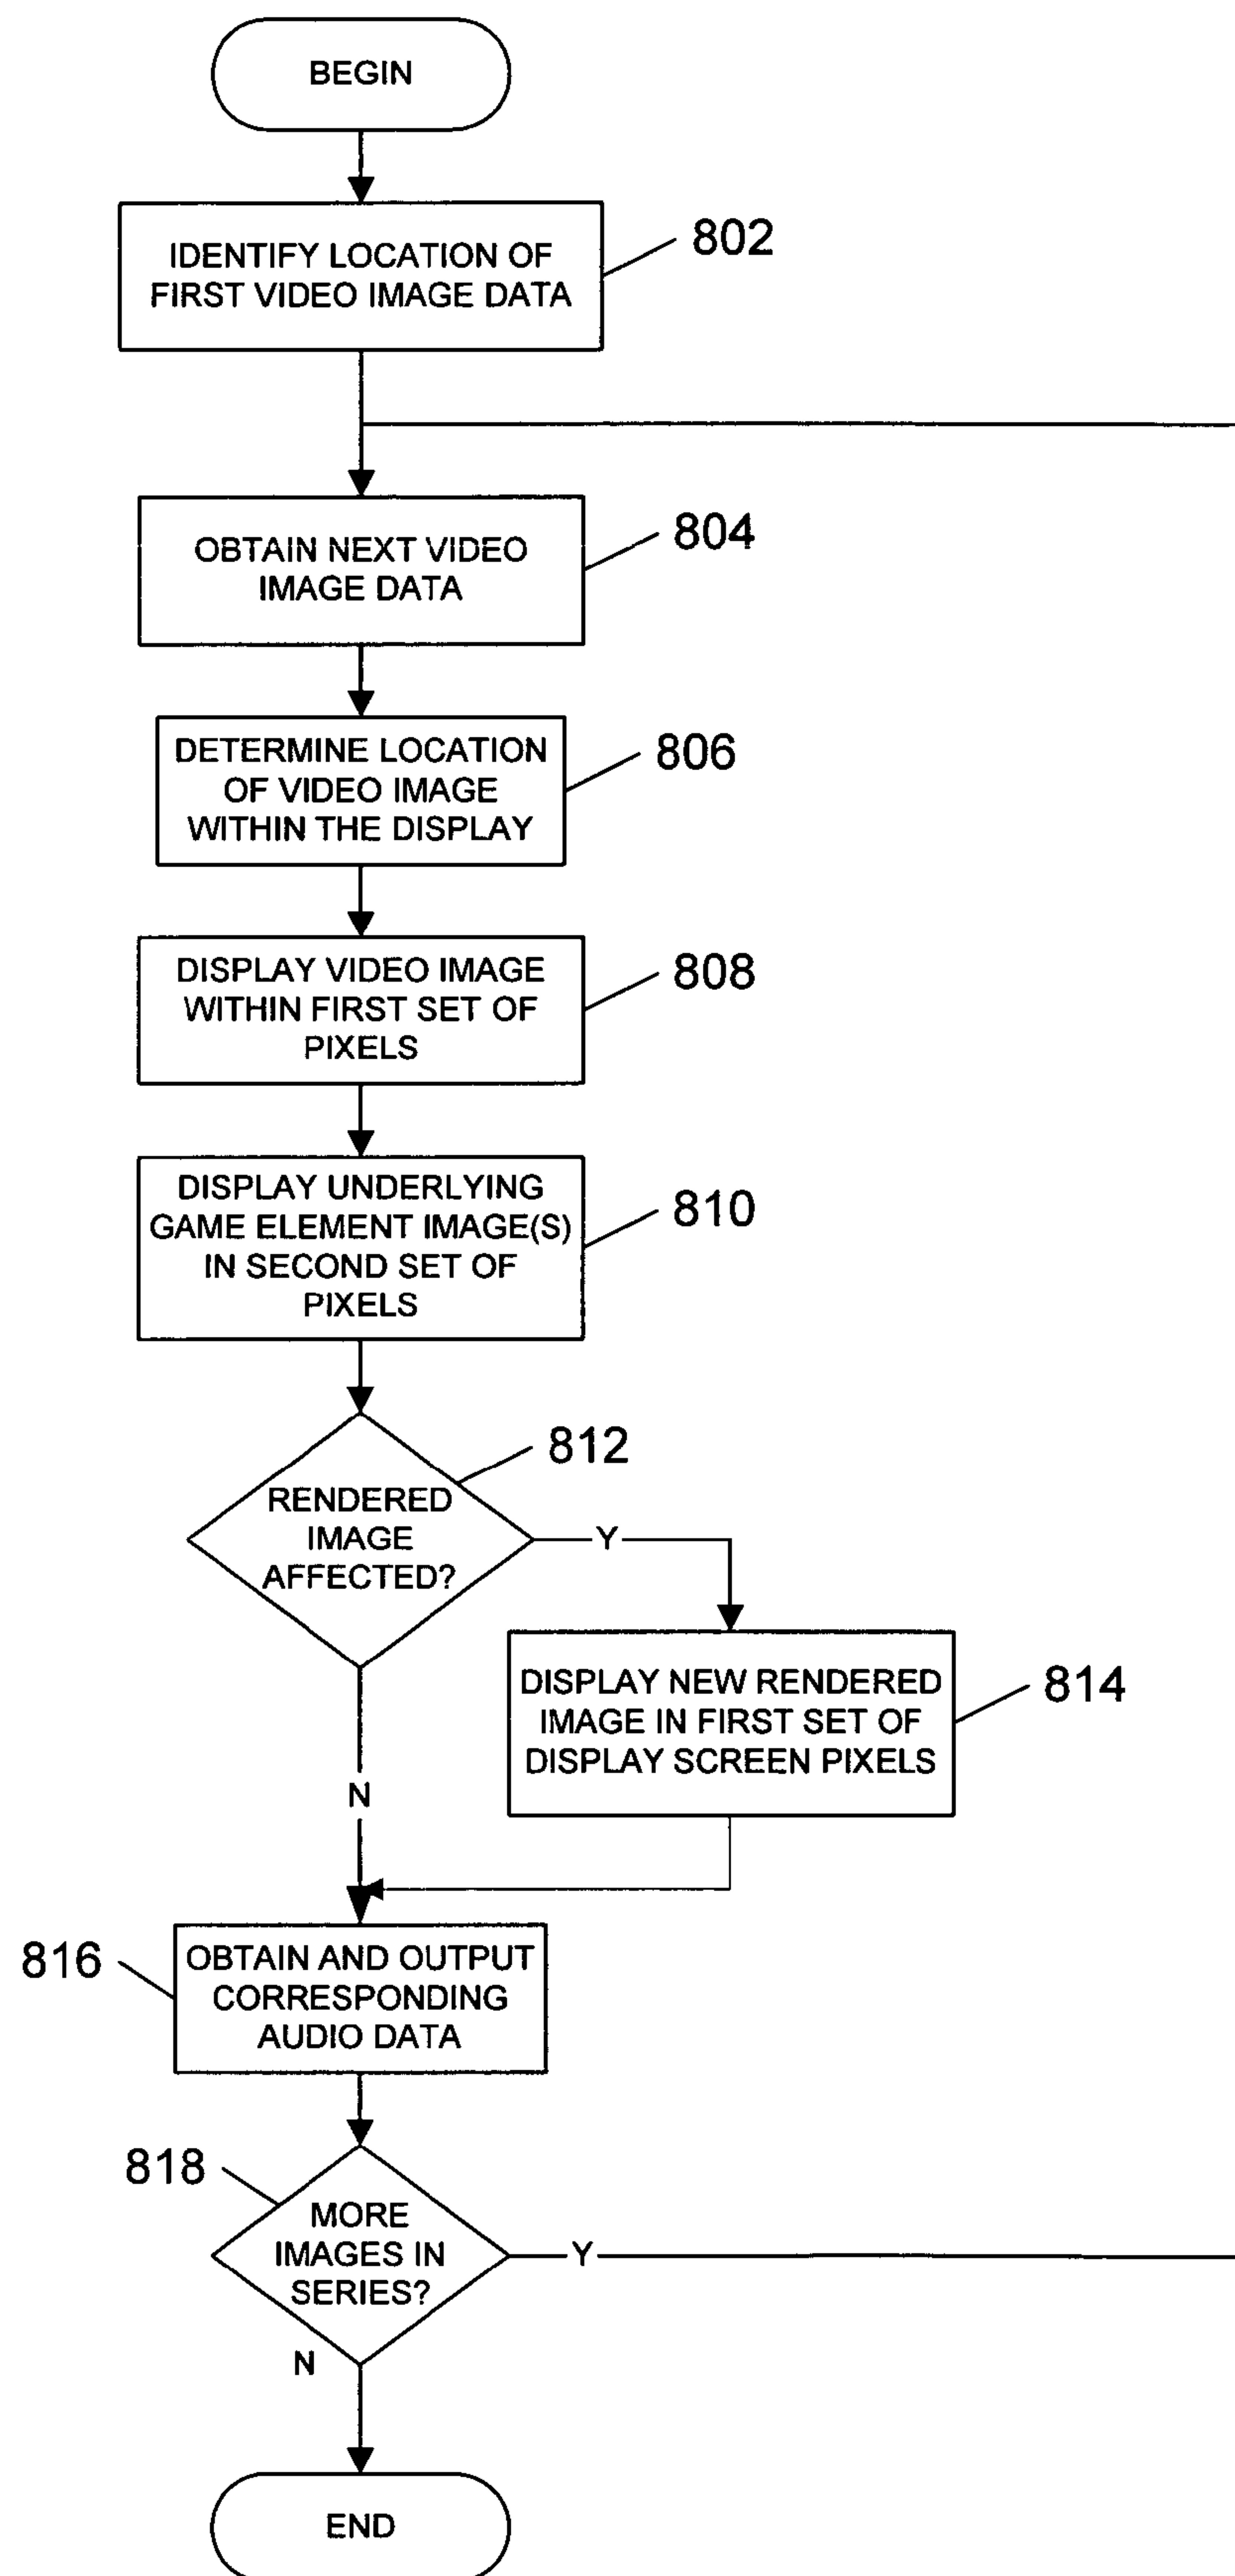 BEGIN
IDENTIFY LOCATION OF
FIRST VIDEO IMAGE DATA
802
OBTAIN NEXT VIDEO
IMAGE DATA
804
DETERMINE LOCATION
OF VIDEO IMAGE
WITHIN THE DISPLAY
806
DISPLAY VIDEO IMAGE
WITHIN FIRST SET OF
PIXELS
808
DISPLAY UNDERLYING
GAME ELEMENT IMAGE(S)
IN SECOND SET OF
PIXELS
810
812
RENDERED
IMAGE
AFFECTED?
Y
DISPLAY NEW RENDERED
IMAGE IN FIRST SET OF
DISPLAY SCREEN PIXELS
814
N
816
OBTAIN AND OUTPUT
CORRESPONDING
AUDIO DATA
818
MORE
IMAGES IN
SERIES?
Y
N
END